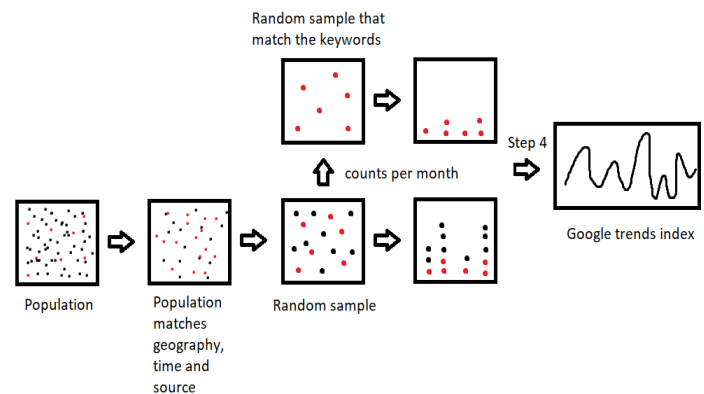 Random sample that
match the keywords
Step 4
counts per month
Google trends index
Population
Population
matches
geography,
time and
source
Random sample